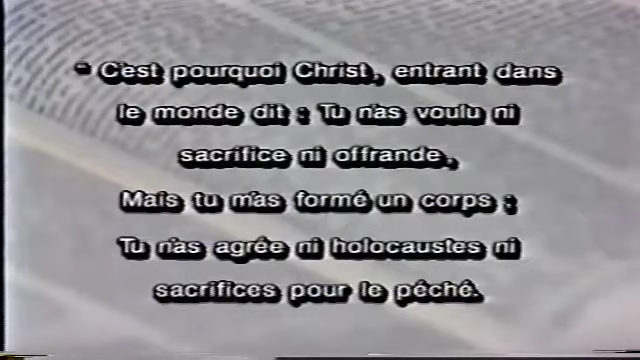 " C'est pourquoi Christ, entrant dans
le monde dit : Tu n'as voulu ni
sacrifice ni offrande,
Mais tu m'as formé un corps ;
Tu n'as agrée ni holocaustes ni
sacrifices pour le péché.